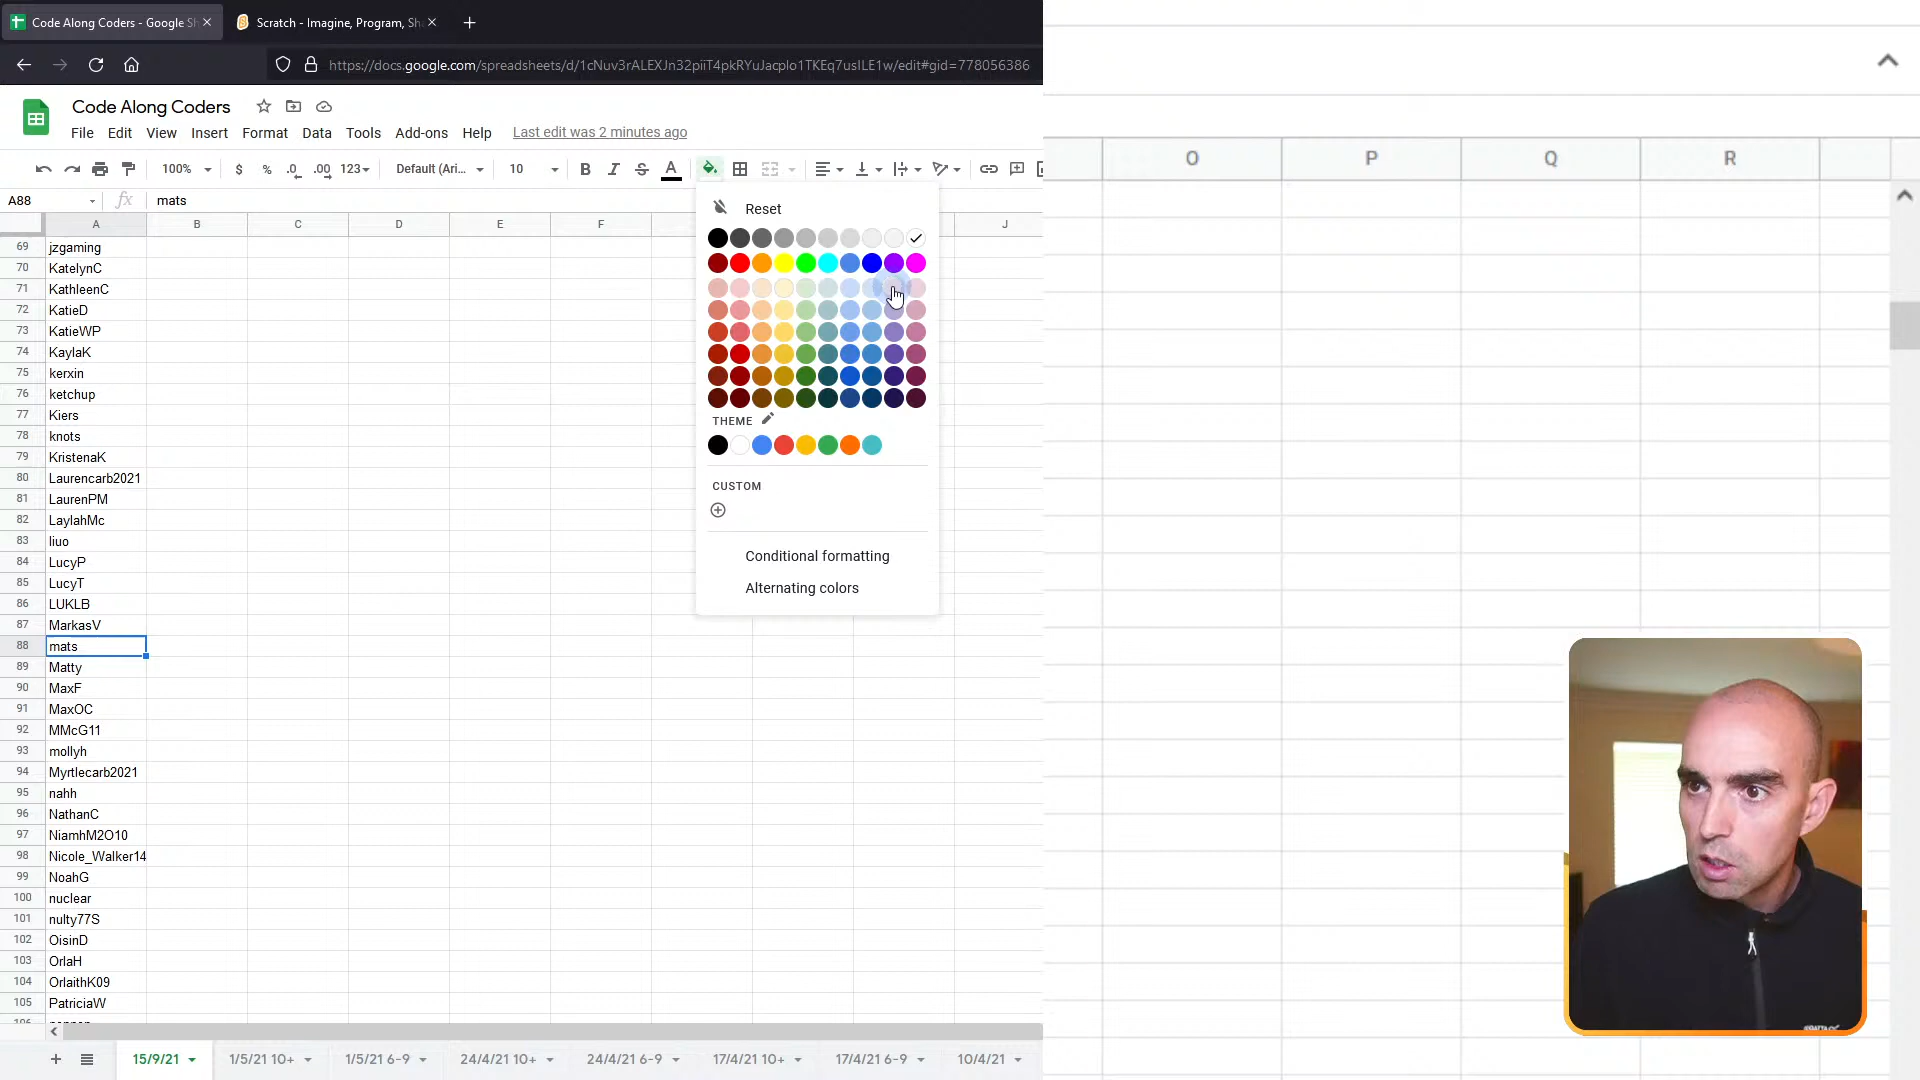 Code Along Coders - Google Sh
Scratch - Imagine, Program, Sha
https://docs.google.com/spreadsheets/d/1cNuv3rALEXJn32piiT4pkRYuJacplo1TKEq7usILE1w/edit#gid=778056386
Code Along Coders
File Edit View Insert Format Data Tools Add-ons Help Last edit was 2 minutes ago
100% $ % .0 .00 123 Default (Ari... 10 B I S A
A88 fx mats
A B C D E F J
O P Q R
69 jzgaming
70 KatelynC
71 KathleenC
72 KatieD
73 KatieWP
74 KaylaK
75 kerxin
76 ketchup
77 Kiers
78 knots
79 KristenaK
80 Laurencarb2021
81 LaurenPM
82 LaylahMc
83 liuo
84 LucyP
85 LucyT
86 LUKLB
87 MarkasV
88 mats
89 Matty
90 MaxF
91 MaxOC
92 MMcG11
93 mollyh
94 Myrtlecarb2021
95 nahh
96 NathanC
97 NiamhM2O10
98 Nicole_Walker14
99 NoahG
100 nuclear
101 nulty77S
102 OisinD
103 OrlaH
104 OrlaithK09
105 PatriciaW
Reset
THEME
CUSTOM
Conditional formatting
Alternating colors
15/9/21 1/5/21 10+ 1/5/21 6-9 24/4/21 10+ 24/4/21 6-9 17/4/21 10+ 17/4/21 6-9 10/4/21